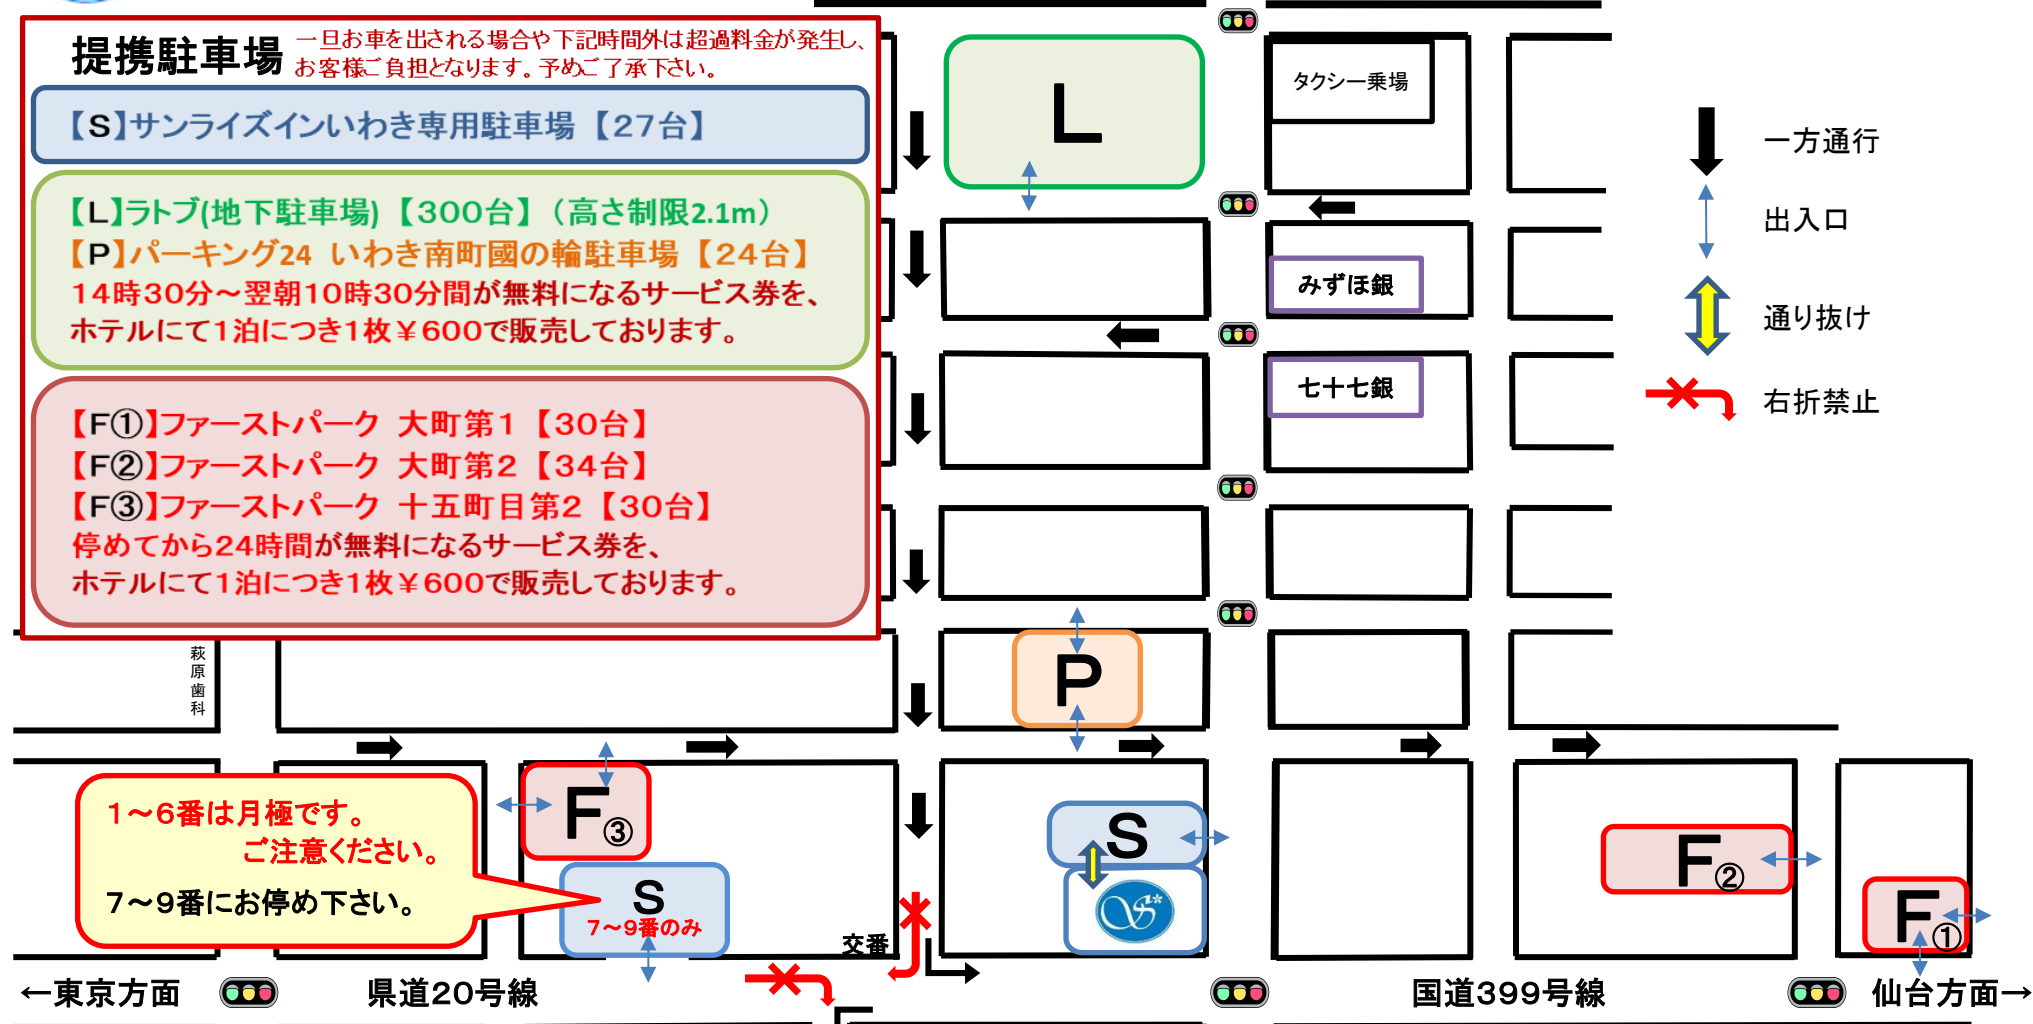 提携駐車場
一旦お車を出される場合や下記時間外は超過料金が発生し、
お客様ご負担となります。予めご了承下さい。
【S】サンライズインいわき専用駐車場【27台】
【L】ラトブ(地下駐車場)【300台】（高さ制限2.1m）
【P】パーキング24 いわき南町國の輪駐車場【24台】
14時30分～翌朝10時30分間が無料になるサービス券を、
ホテルにて1泊につき1枚￥600で販売しております。
【F①】ファーストパーク 大町第1【30台】
【F②】ファーストパーク 大町第2【34台】
【F③】ファーストパーク 十五町目第2【30台】
停めてから24時間が無料になるサービス券を、
ホテルにて1泊につき1枚￥600で販売しております。
L
タクシー乗場
みずほ銀
七十七銀
一方通行
出入口
通り抜け
右折禁止
萩原歯科
P
1～6番は月極です。
ご注意ください。
7～9番にお停め下さい。
F③
S
7～9番のみ
交番
S
F②
F①
←東京方面
県道20号線
国道399号線
仙台方面→